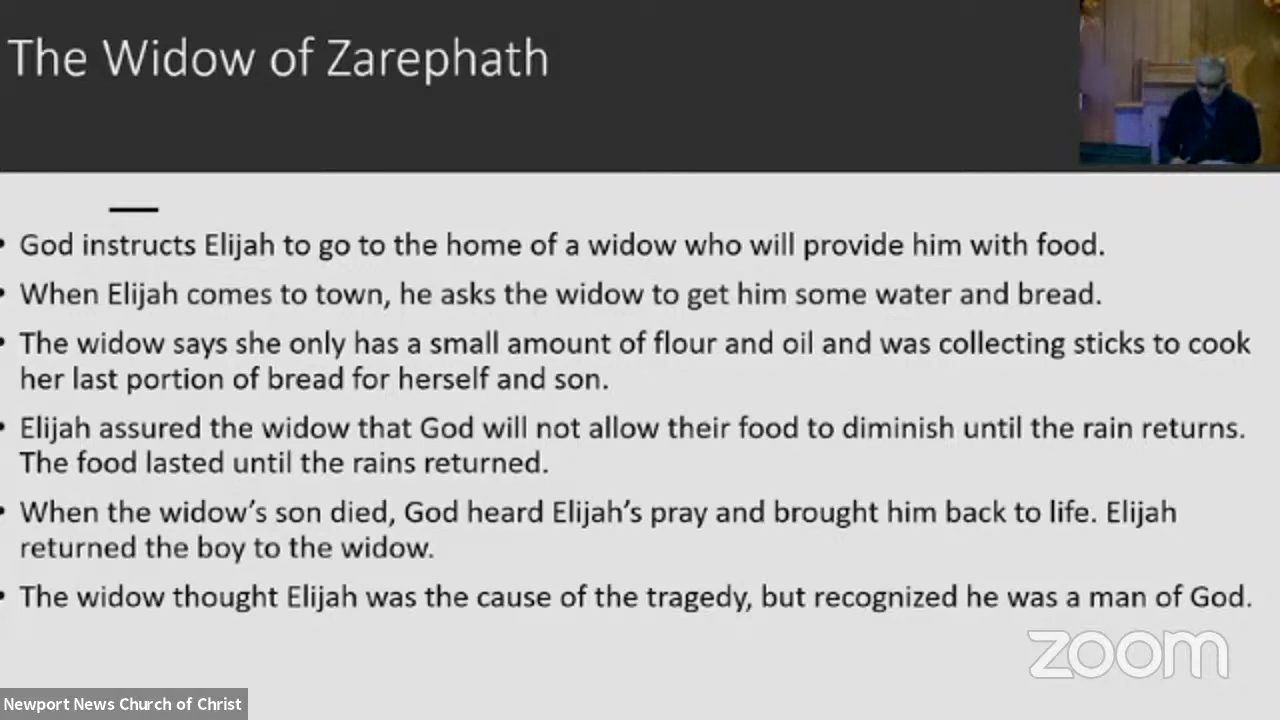 The Widow of Zarephath
• God instructs Elijah to go to the home of a widow who will provide him with food.
• When Elijah comes to town, he asks the widow to get him some water and bread.
• The widow says she only has a small amount of flour and oil and was collecting sticks to cook
her last portion of bread for herself and son.
• Elijah assured the widow that God will not allow their food to diminish until the rain returns.
The food lasted until the rains returned.
• When the widow’s son died, God heard Elijah’s pray and brought him back to life. Elijah
returned the boy to the widow.
• The widow thought Elijah was the cause of the tragedy, but recognized he was a man of God.
zoom
Newport News Church of Christ